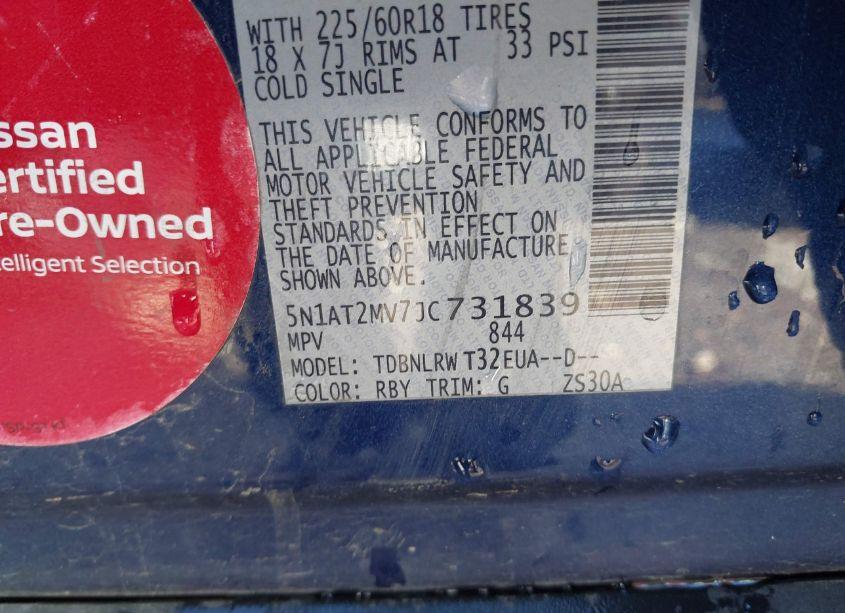 ssan
ertified
re-Owned
telligent Selection
WITH 225/60R18 TIRES
18 X 7J RIMS AT 33 PSI
COLD SINGLE
THIS VEHICLE CONFORMS TO
ALL APPLICABLE FEDERAL
MOTOR VEHICLE SAFETY AND
THEFT PREVENTION
STANDARDS IN EFFECT ON
THE DATE OF MANUFACTURE
SHOWN ABOVE.
5N1AT2MV7JC731839
MPV 844
MODEL: TDBNLRW T32EUA--D--
COLOR: RBY TRIM: G ZS30A